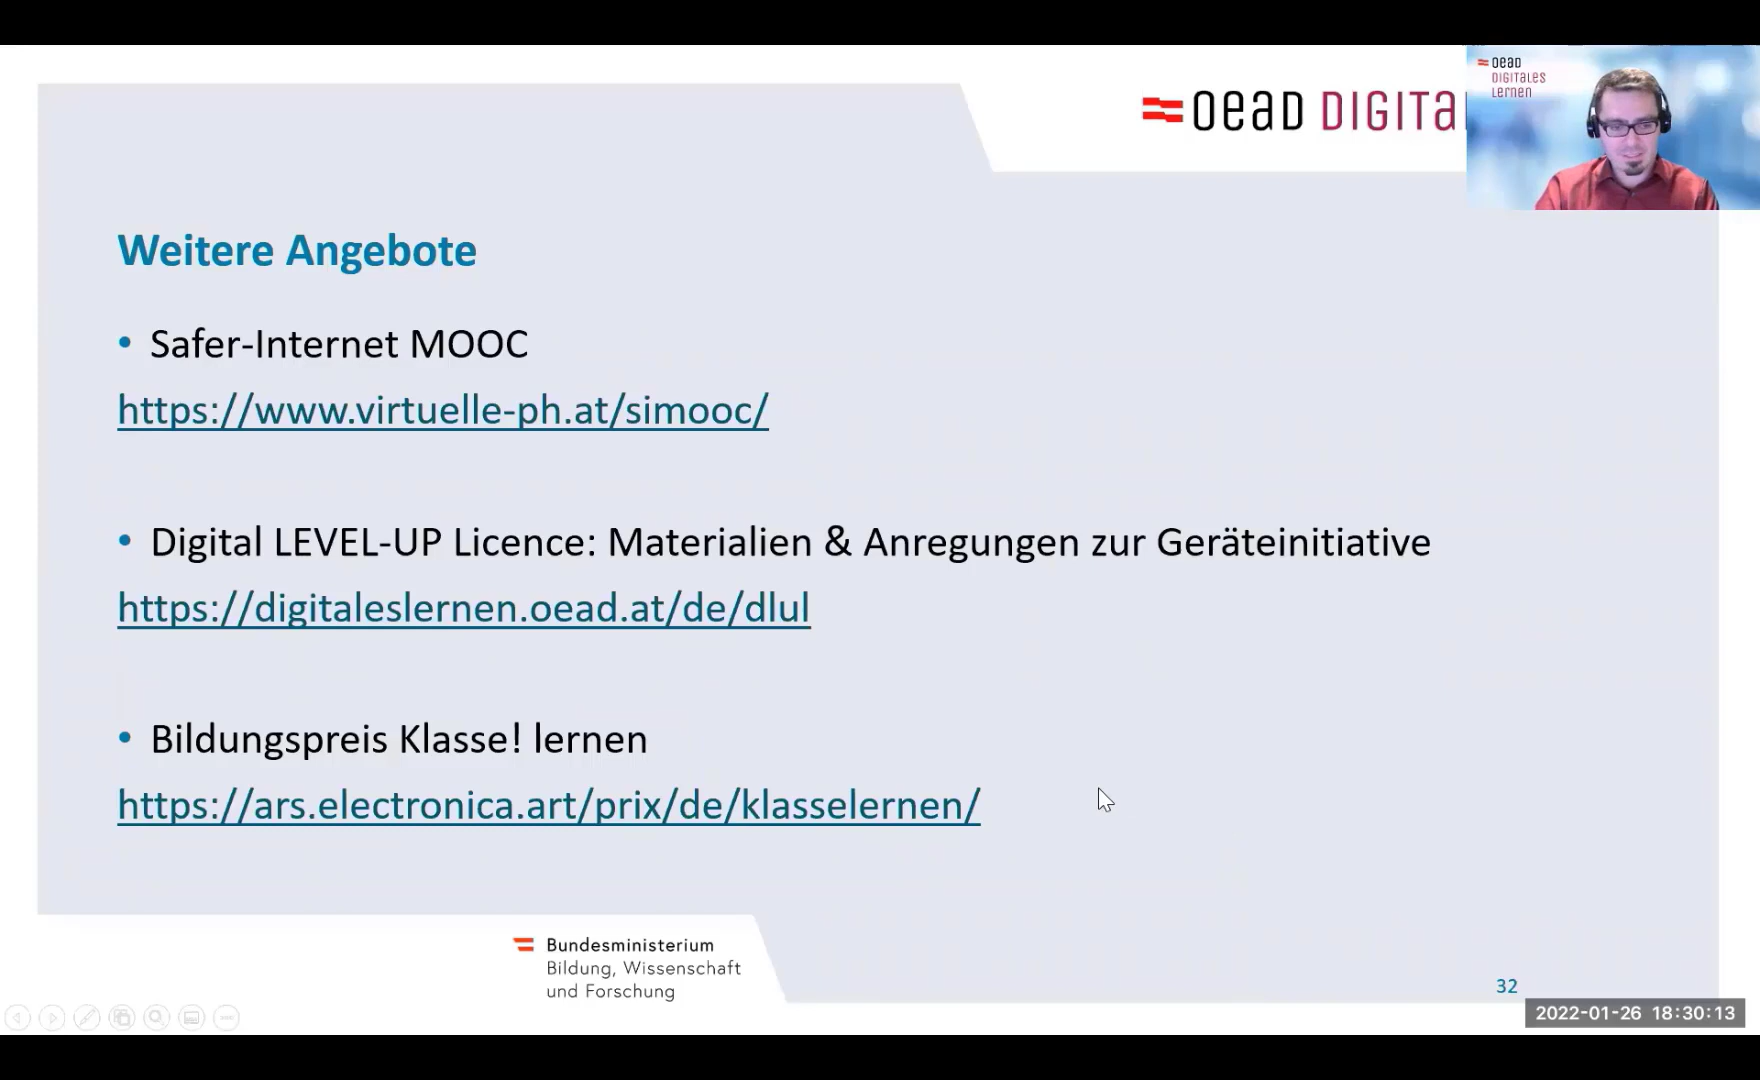 oead DIGITA
oead
DIGITALES
Lernen
Weitere Angebote
• Safer-Internet MOOC
https://www.virtuelle-ph.at/simooc/
• Digital LEVEL-UP Licence: Materialien & Anregungen zur Geräteinitiative
https://digitaleslernen.oead.at/de/dlul
• Bildungspreis Klasse! lernen
https://ars.electronica.art/prix/de/klasselernen/
Bundesministerium
Bildung, Wissenschaft
und Forschung
32
2022-01-26 18:30:13